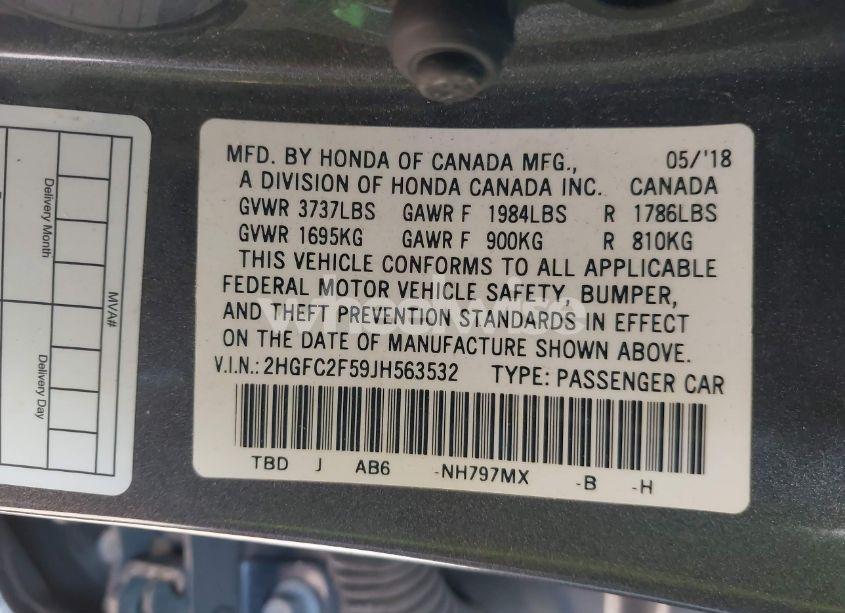 MFD. BY HONDA OF CANADA MFG., 05/'18
A DIVISION OF HONDA CANADA INC. CANADA
GVWR 3737LBS GAWR F 1984LBS R 1786LBS
GVWR 1695KG GAWR F 900KG R 810KG
THIS VEHICLE CONFORMS TO ALL APPLICABLE
FEDERAL MOTOR VEHICLE SAFETY, BUMPER,
AND THEFT PREVENTION STANDARDS IN EFFECT
ON THE DATE OF MANUFACTURE SHOWN ABOVE.
V.I.N.: 2HGFC2F59JH563532 TYPE: PASSENGER CAR
TBD J AB6 -NH797MX -B -H
MVA#
Delivery Month
Delivery Day